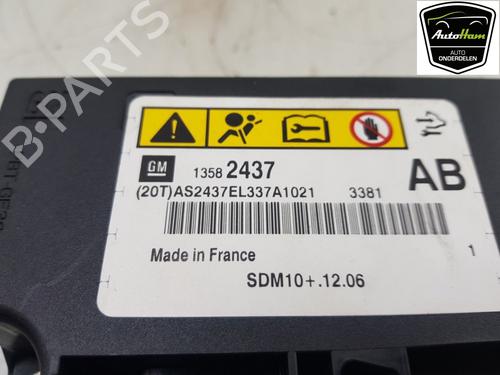 AutoHam
AUTO
ONDERDELEN
B-PARTS
GM
1358 2437
AB
(20T)AS2437EL337A1021 3381
Made in France
1
SDM10+.12.06